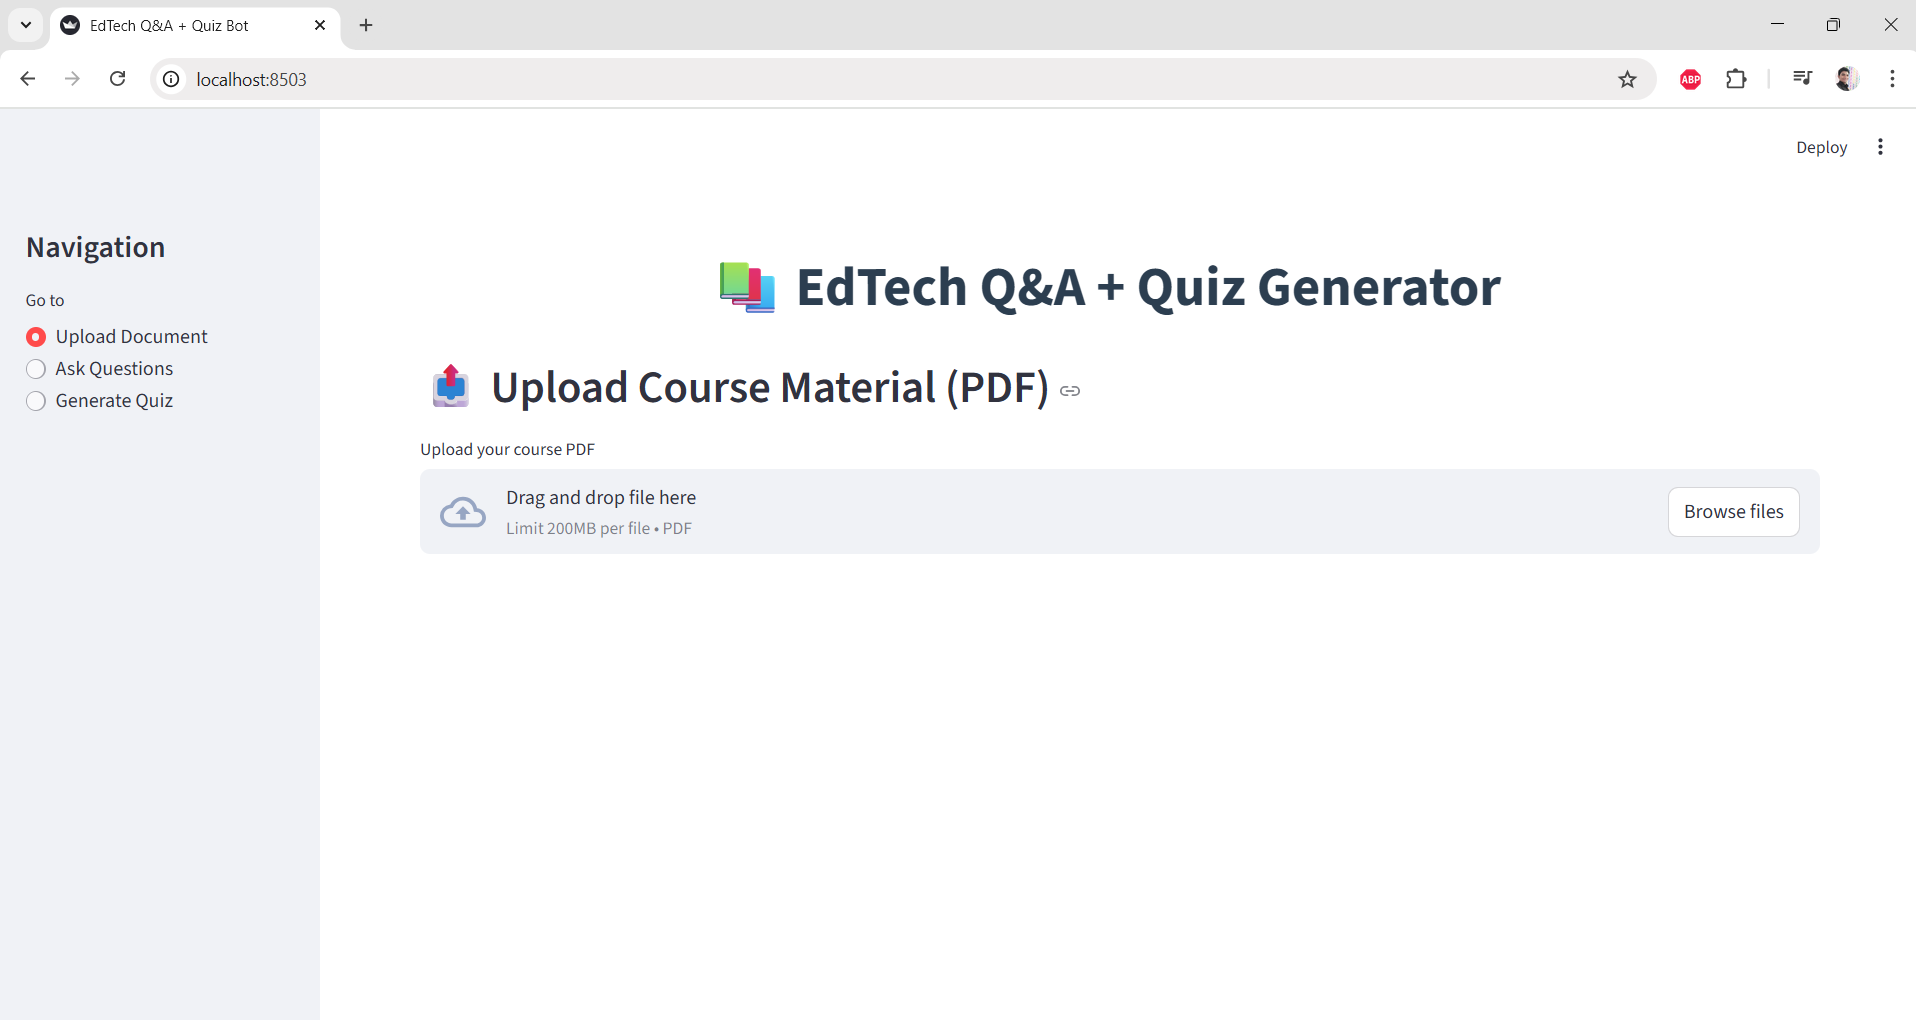 EdTech Q&A + Quiz Bot
localhost:8503
ABP
Deploy
Navigation
Go to
Upload Document
Ask Questions
Generate Quiz
EdTech Q&A + Quiz Generator
Upload Course Material (PDF)
Upload your course PDF
Drag and drop file here
Limit 200MB per file • PDF
Browse files